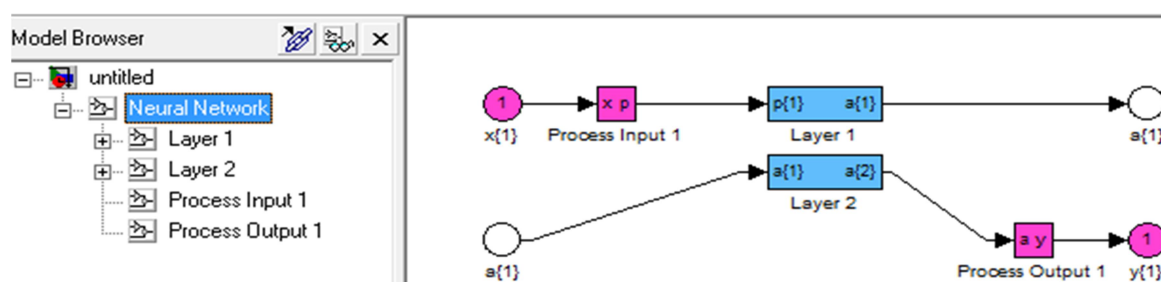 Model Browser
untitled
Neural Network
Layer 1
Layer 2
Process Input 1
Process Output 1
1 x p p{1} a{1}
x{1} Process Input 1 Layer 1 a{1}
a{1} a{2}
Layer 2
a y 1
a{1} Process Output 1 y{1}